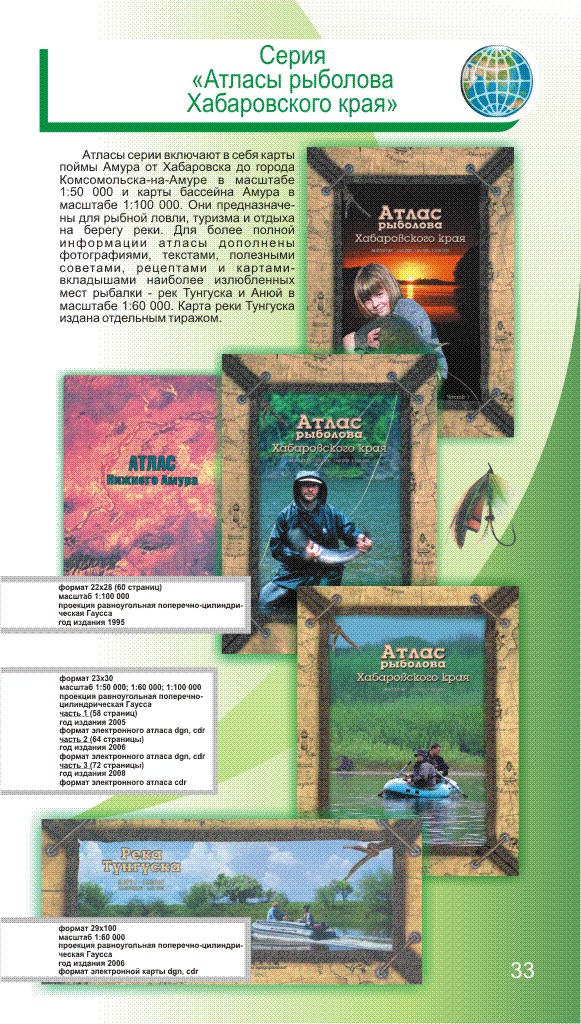 Серия
«Атласы рыболова
Хабаровского края»
Атласы серии включают в себя карты
поймы Амура от Хабаровска до города
Комсомольска-на-Амуре в масштабе
1:50 000 и карты бассейна Амура в
масштабе 1:100 000. Они предназначе-
ны для рыбной ловли, туризма и отдыха
на берегу реки. Для более полной
информации атласы дополнены
фотографиями, текстами, полезными
советами, рецептами и картами-
вкладышами наиболее излюбленных
мест рыбалки - рек Тунгуска и Анюй в
масштабе 1:60 000. Карта реки Тунгуска
издана отдельным тиражом.
Атлас
рыболова
Хабаровского края
Часть 1
АТЛАС
Нижнего Амура
Атлас
рыболова
Хабаровского края
формат 22х28 (60 страниц)
масштаб 1:100 000
проекция равноугольная поперечно-цилиндри-
ческая Гаусса
год издания 1995
Атлас
рыболова
Хабаровского края
формат 23х30
масштаб 1:50 000; 1:60 000; 1:100 000
проекция равноугольная поперечно-
цилиндрическая Гаусса
часть 1 (58 страниц)
год издания 2005
формат электронного атласа dgn, cdr
часть 2 (64 страницы)
год издания 2006
формат электронного атласа dgn, cdr
часть 3 (72 страницы)
год издания 2008
формат электронного атласа cdr
Река
Тунгуска
формат 29х100
масштаб 1:60 000
проекция равноугольная поперечно-цилиндри-
ческая Гаусса
год издания 2006
формат электронной карты dgn, cdr
33